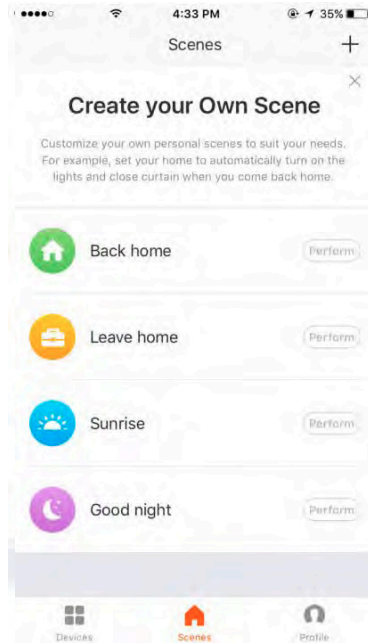 4:33 PM 35%
Scenes +
Create your Own Scene
Customize your own personal scenes to suit your needs.
For example, set your home to automatically turn on the
lights and close curtain when you come back home.
Back home Perform
Leave home Perform
Sunrise Perform
Good night Perform
Devices Scenes Profile